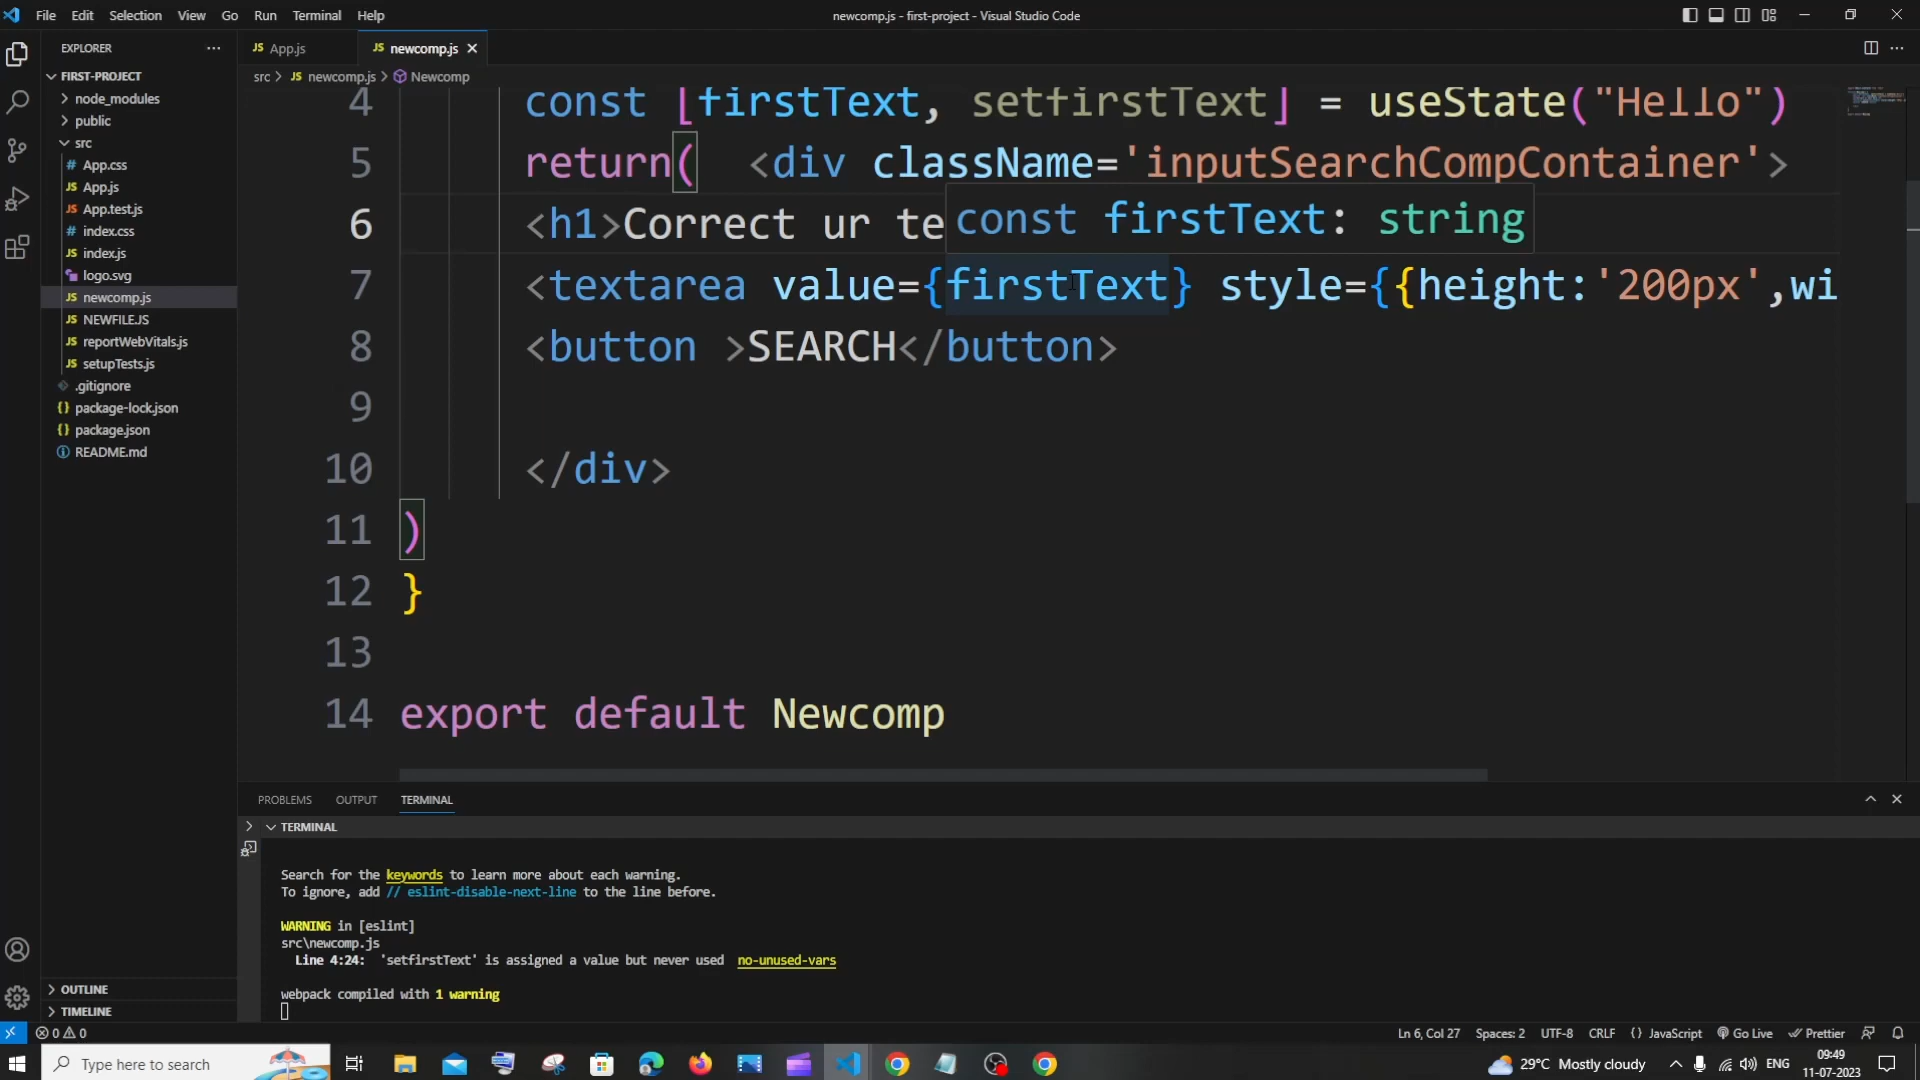 File Edit Selection View Go Run Terminal Help
newcomp.js - first-project - Visual Studio Code
EXPLORER
FIRST-PROJECT
node_modules
public
src
App.css
App.js
App.test.js
index.css
index.js
logo.svg
newcomp.js
NEWFILE.JS
reportWebVitals.js
setupTests.js
.gitignore
package-lock.json
package.json
README.md
OUTLINE
TIMELINE
App.js newcomp.js
src > newcomp.js > Newcomp
4 const [firstText, setfirstText] = useState("Hello")
5 return( <div className='inputSearchCompContainer'>
6 <h1>Correct ur te
const firstText: string
7 <textarea value={firstText} style={{height:'200px',wi
8 <button >SEARCH</button>
9
10 </div>
11 )
12 }
13
14 export default Newcomp
PROBLEMS OUTPUT TERMINAL
TERMINAL
Search for the keywords to learn more about each warning.
To ignore, add // eslint-disable-next-line to the line before.
WARNING in [eslint]
src\newcomp.js
Line 4:24: 'setfirstText' is assigned a value but never used no-unused-vars
webpack compiled with 1 warning
0 0
Ln 6, Col 27 Spaces: 2 UTF-8 CRLF {} JavaScript Go Live Prettier
Type here to search
29°C Mostly cloudy
ENG
09:49
11-07-2023